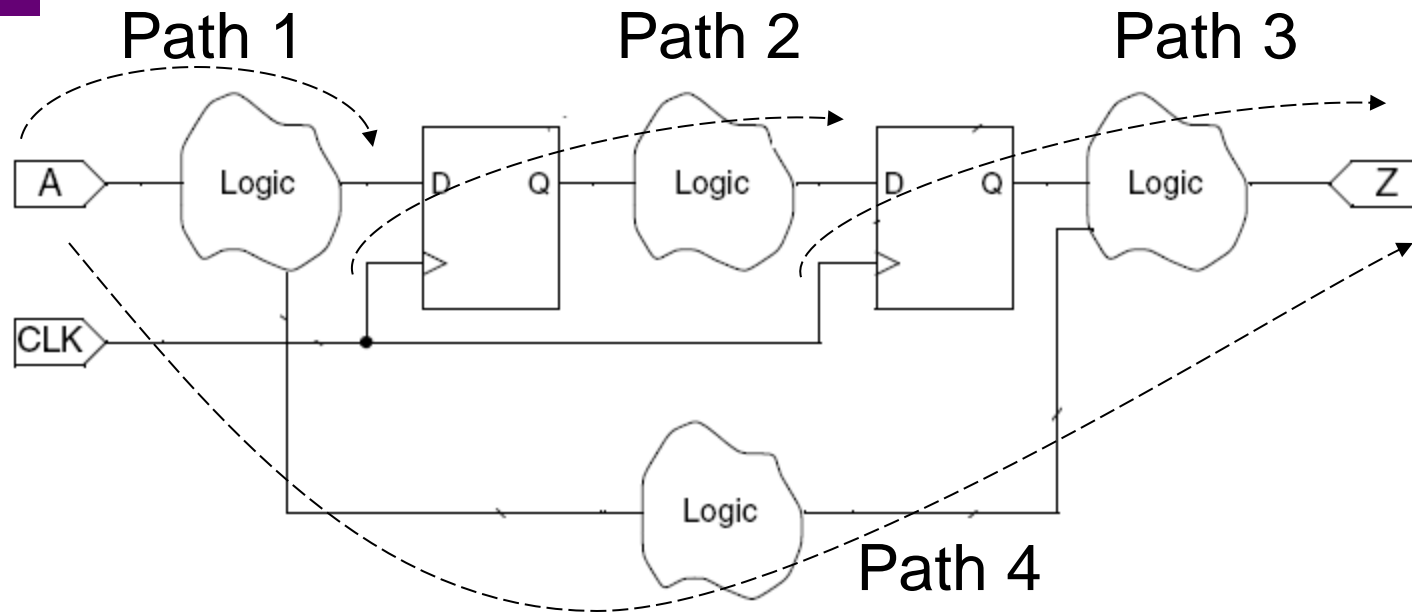 Path 1
Path 2
Path 3
A
Logic
D
Q
Logic
D
Q
Logic
Z
CLK
Logic
Path 4